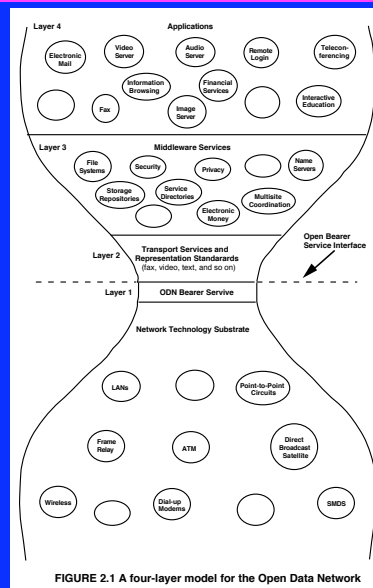 Layer 4
Applications
Electronic
Mail
Video
Server
Audio
Server
Remote
Login
Telecon-
ferencing
Information
Browsing
Financial
Services
Fax
Image
Server
Interactive
Education
Layer 3
Middleware Services
File
Systems
Security
Privacy
Name
Servers
Storage
Repositories
Service
Directories
Multisite
Coordination
Electronic
Money
Open Bearer
Service Interface
Layer 2
Transport Services and
Representation Standarards
(fax, video, text, and so on)
Layer 1
ODN Bearer Servive
Network Technology Substrate
LANs
Point-to-Point
Circuits
Frame
Relay
ATM
Direct
Broadcast
Satellite
Wireless
Dial-up
Modems
SMDS
FIGURE 2.1 A four-layer model for the Open Data Network